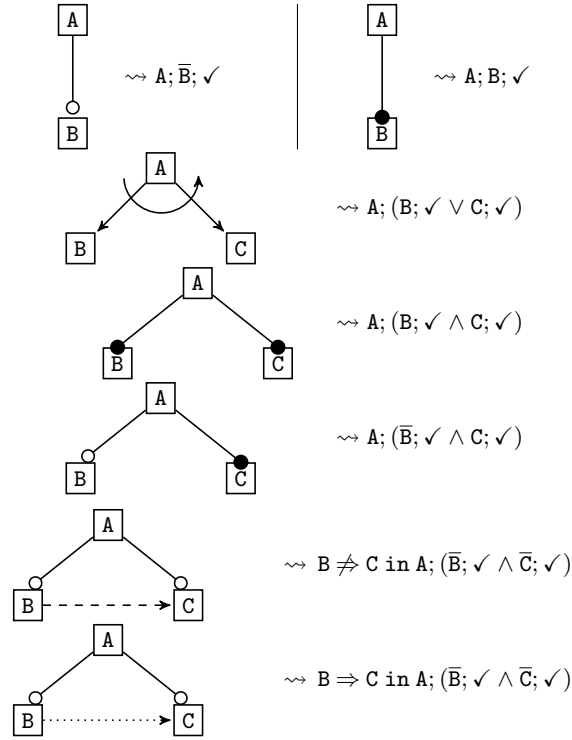 A
B
⇝ A; B̅; ✓
A
B
⇝ A; B; ✓
A
B
C
⇝ A; (B; ✓ ∨ C; ✓)
A
B
C
⇝ A; (B; ✓ ∧ C; ✓)
A
B
C
⇝ A; (B̅; ✓ ∧ C; ✓)
A
B
C
⇝ B ⇏ C in A; (B̅; ✓ ∧ C̅; ✓)
A
B
C
⇝ B ⇒ C in A; (B̅; ✓ ∧ C̅; ✓)